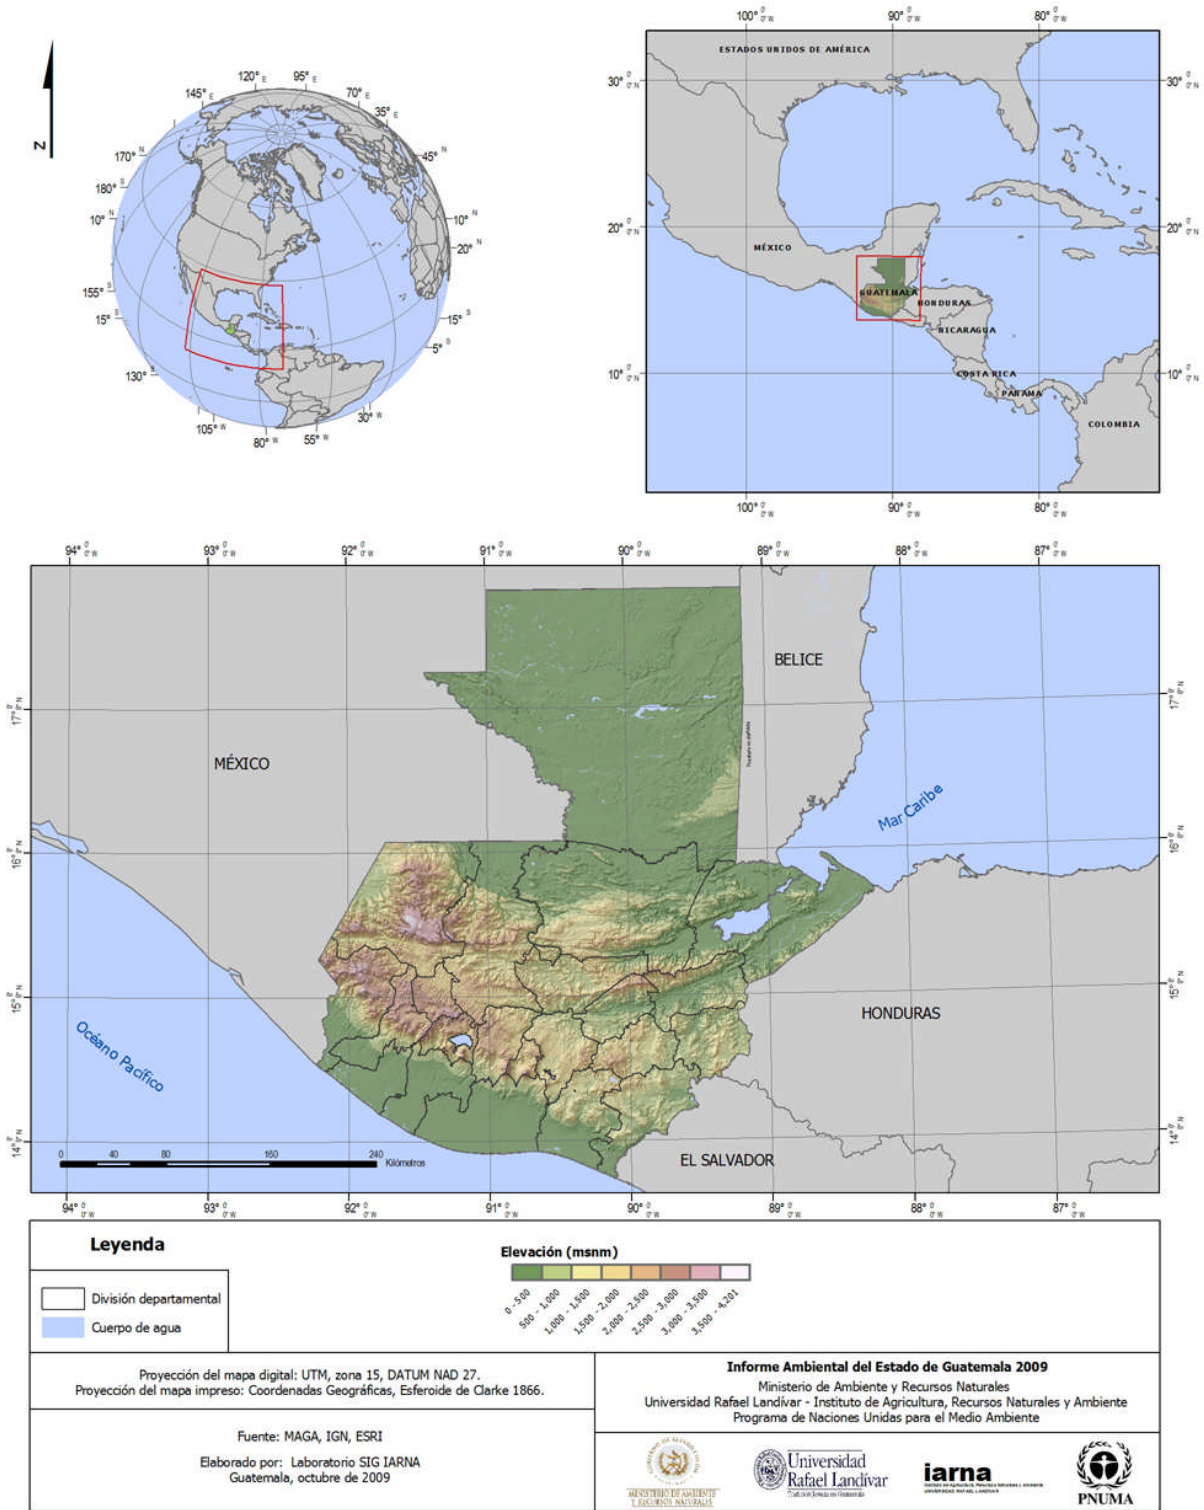 N
120° E
95° E
145° E
70° E
35° E
170° N
45° N
180° S
10° N
10° N
20° N
155° S
15° S
15° S
5° S
130° S
30° W
105° W
80° W
55° W
100° 0' 0" W
90° 0' 0" W
80° 0' 0" W
ESTADOS UNIDOS DE AMÉRICA
30° 0' 0" N
30° 0' 0" N
20° 0' 0" N
20° 0' 0" N
MÉXICO
GUATEMALA
HONDURAS
NICARAGUA
10° 0' 0" N
COSTA RICA
10° 0' 0" N
PANAMA
COLOMBIA
100° 0' 0" W
90° 0' 0" W
80° 0' 0" W
94° 0' 0" W
93° 0' 0" W
92° 0' 0" W
91° 0' 0" W
90° 0' 0" W
89° 0' 0" W
88° 0' 0" W
87° 0' 0" W
BELICE
17° 0' 0" N
17° 0' 0" N
MÉXICO
Mar Caribe
16° 0' 0" N
16° 0' 0" N
15° 0' 0" N
15° 0' 0" N
HONDURAS
Océano Pacífico
14° 0' 0" N
14° 0' 0" N
EL SALVADOR
0 40 80 160 240
Kilómetros
94° 0' 0" W
93° 0' 0" W
92° 0' 0" W
91° 0' 0" W
90° 0' 0" W
89° 0' 0" W
88° 0' 0" W
87° 0' 0" W
Leyenda
División departamental
Cuerpo de agua
Elevación (msnm)
0 - 500
500 - 1,000
1,000 - 1,500
1,500 - 2,000
2,000 - 2,500
2,500 - 3,000
3,000 - 3,500
3,500 - 4,201
Proyección del mapa digital: UTM, zona 15, DATUM NAD 27.
Proyección del mapa impreso: Coordenadas Geográficas, Esferoide de Clarke 1866.
Fuente: MAGA, IGN, ESRI
Elaborado por: Laboratorio SIG IARNA
Guatemala, octubre de 2009
Informe Ambiental del Estado de Guatemala 2009
Ministerio de Ambiente y Recursos Naturales
Universidad Rafael Landívar - Instituto de Agricultura, Recursos Naturales y Ambiente
Programa de Naciones Unidas para el Medio Ambiente
MINISTERIO DE AMBIENTE
Y RECURSOS NATURALES
Universidad
Rafael Landívar
Tradición Jesuita en Guatemala
iarna
Instituto de Agricultura, Recursos Naturales y Ambiente
UNIVERSIDAD RAFAEL LANDÍVAR
PNUMA